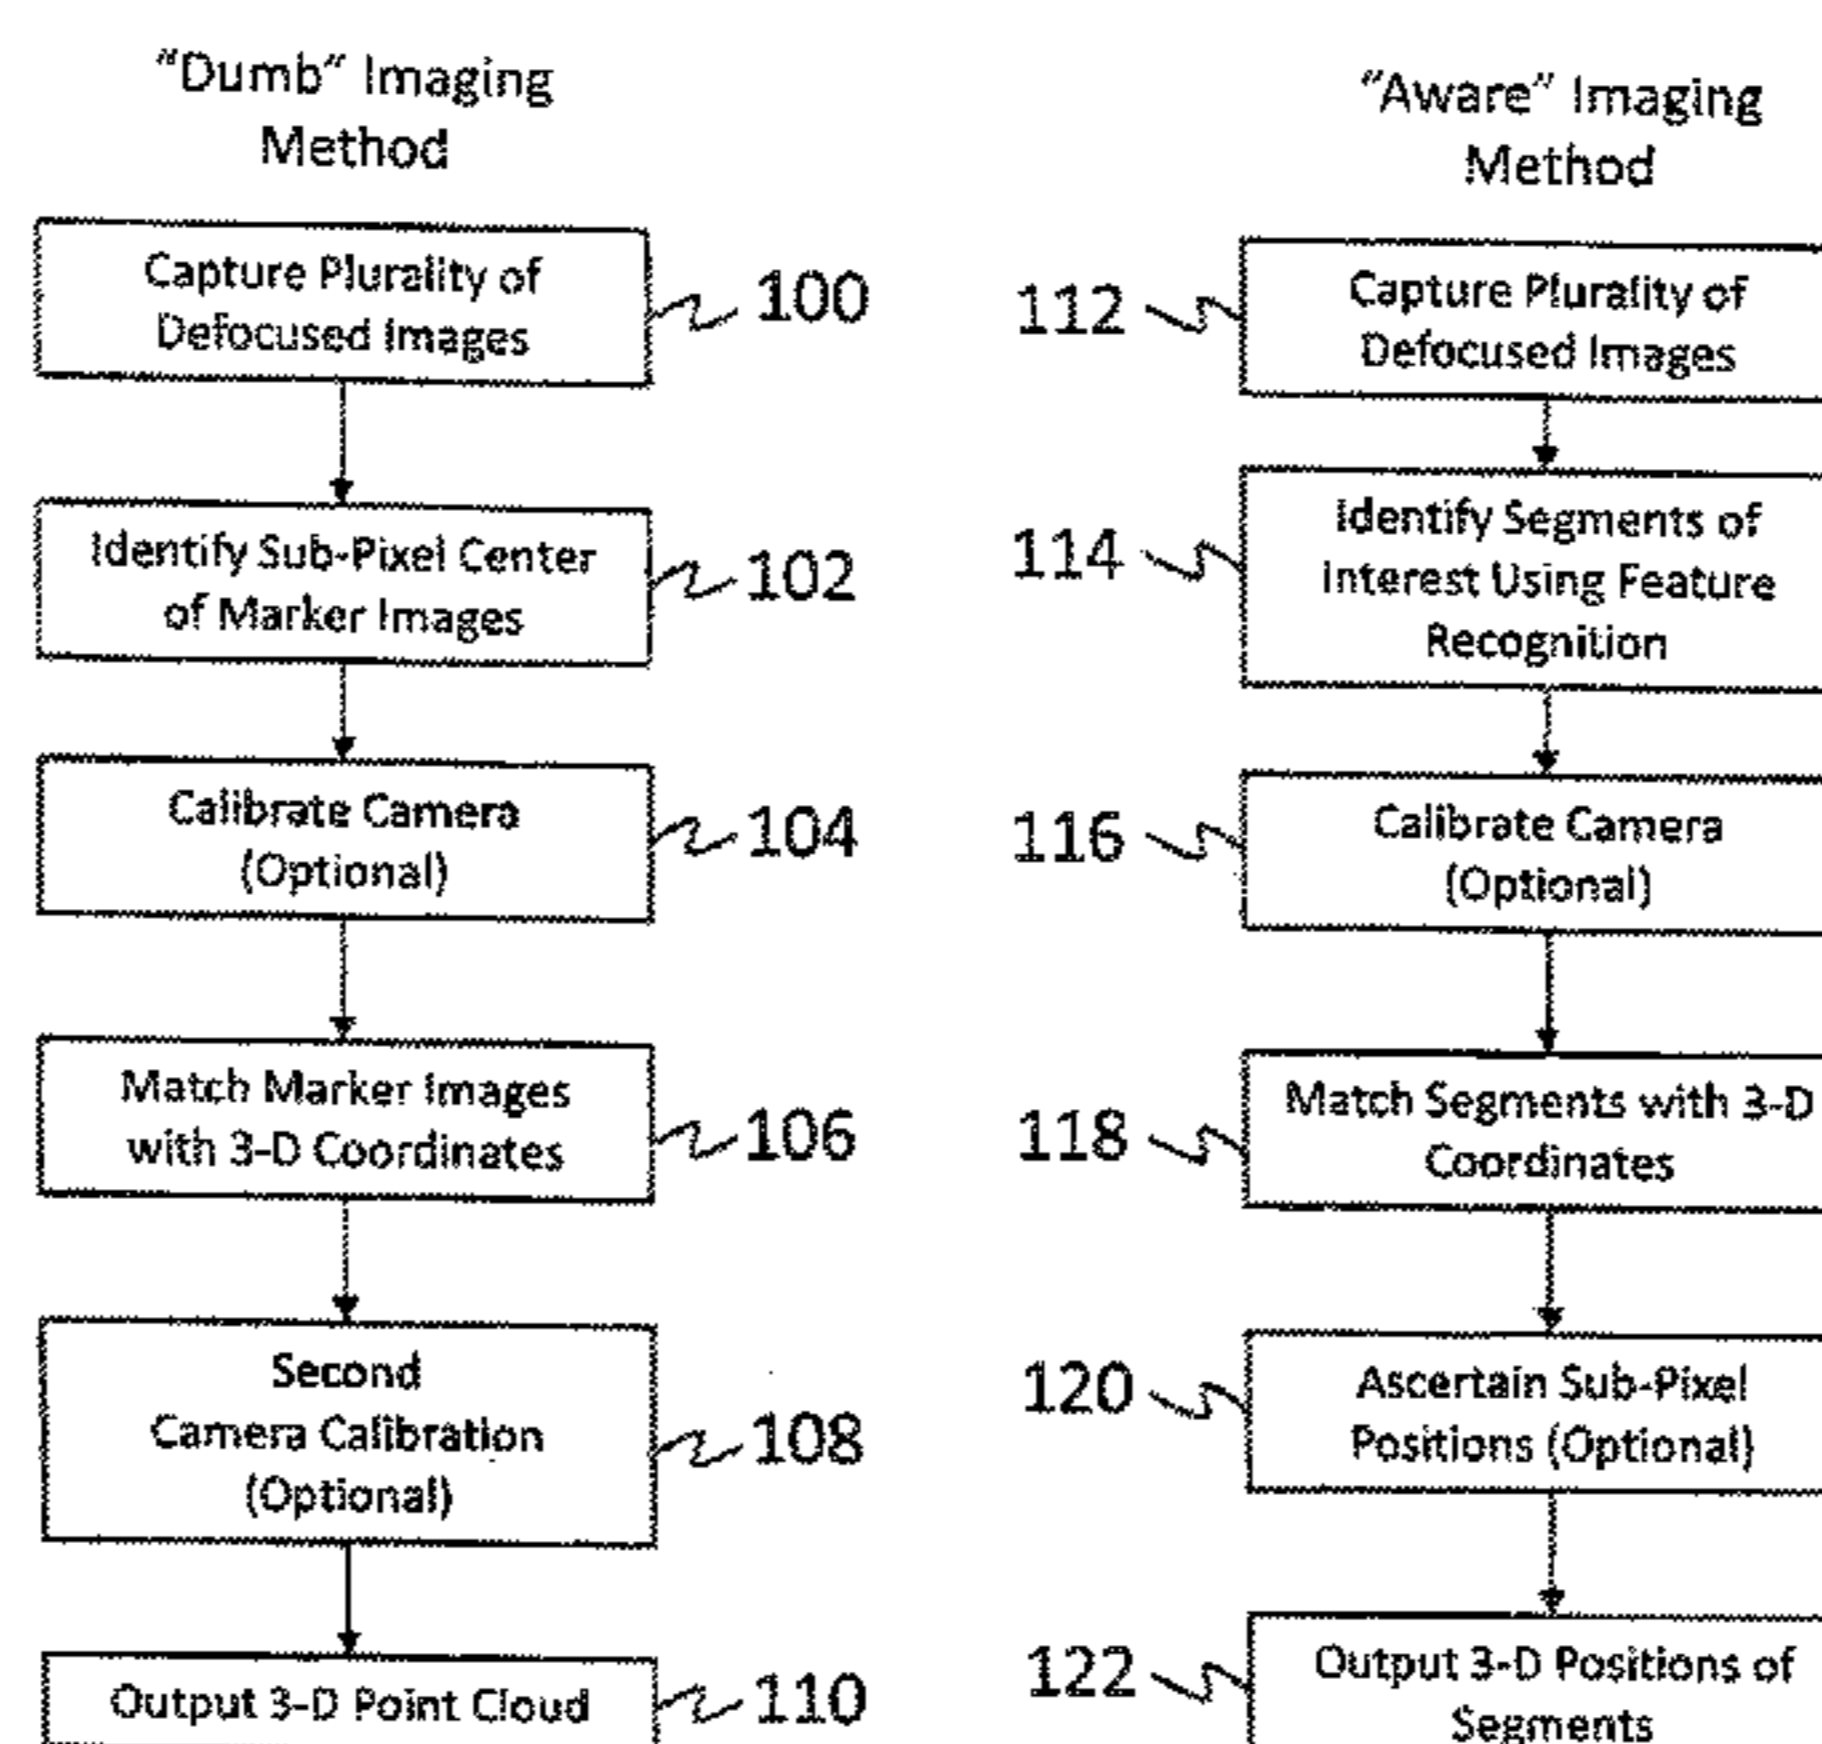 "Dumb" Imaging
Method
Capture Plurality of
Defocused Images
100
Identify Sub-Pixel Center
of Marker Images
102
Calibrate Camera
(Optional)
104
Match Marker Images
with 3-D Coordinates
106
Second
Camera Calibration
(Optional)
108
Output 3-D Point Cloud
110
"Aware" Imaging
Method
112
Capture Plurality of
Defocused Images
114
Identify Segments of
Interest Using Feature
Recognition
116
Calibrate Camera
(Optional)
118
Match Segments with 3-D
Coordinates
120
Ascertain Sub-Pixel
Positions (Optional)
122
Output 3-D Positions of
Segments